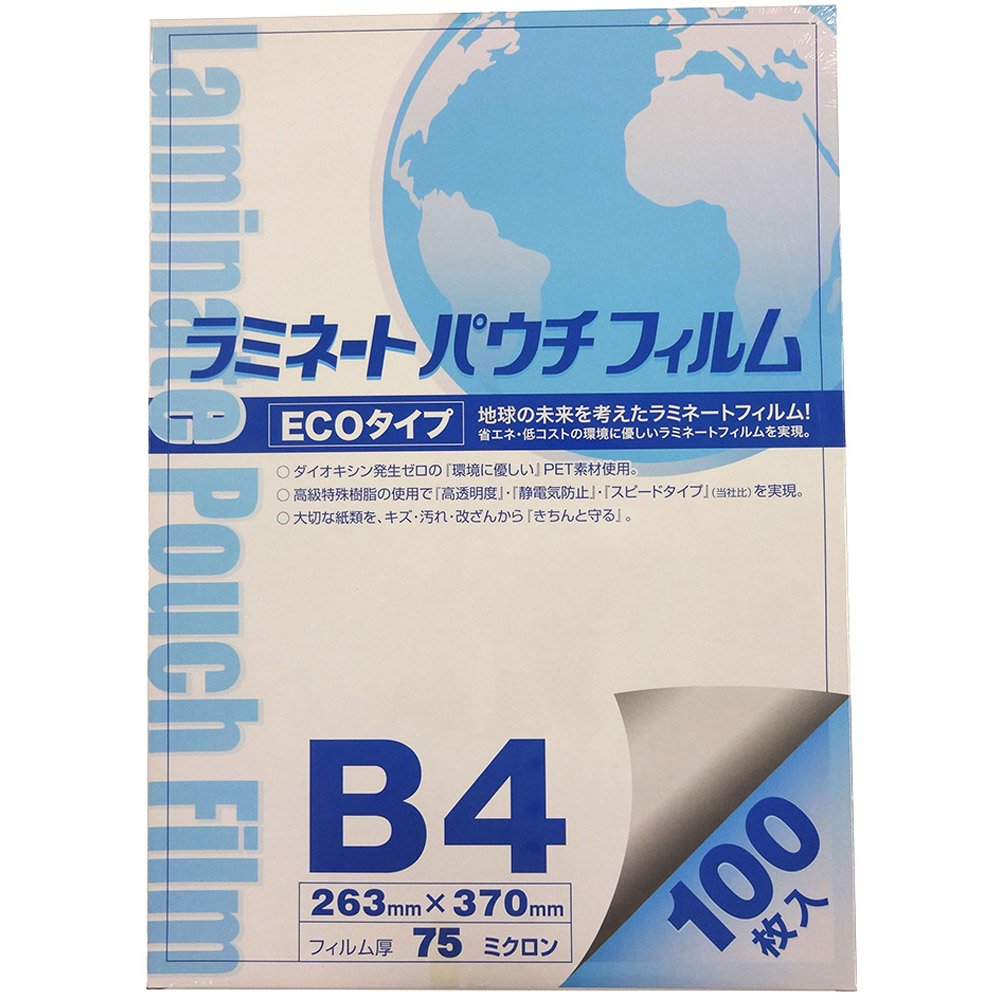 Laminate Pouch Film
ラミネートパウチフィルム
ECOタイプ
地球の未来を考えたラミネートフィルム!
省エネ・低コストの環境に優しいラミネートフィルムを実現。
○ ダイオキシン発生ゼロの『環境に優しい』PET素材使用。
○ 高級特殊樹脂の使用で『高透明度』・『静電気防止』・『スピードタイプ』(当社比)を実現。
○ 大切な紙類を、キズ・汚れ・改ざんから『きちんと守る』。
B4
263mm×370mm
フィルム厚 75 ミクロン
100枚入